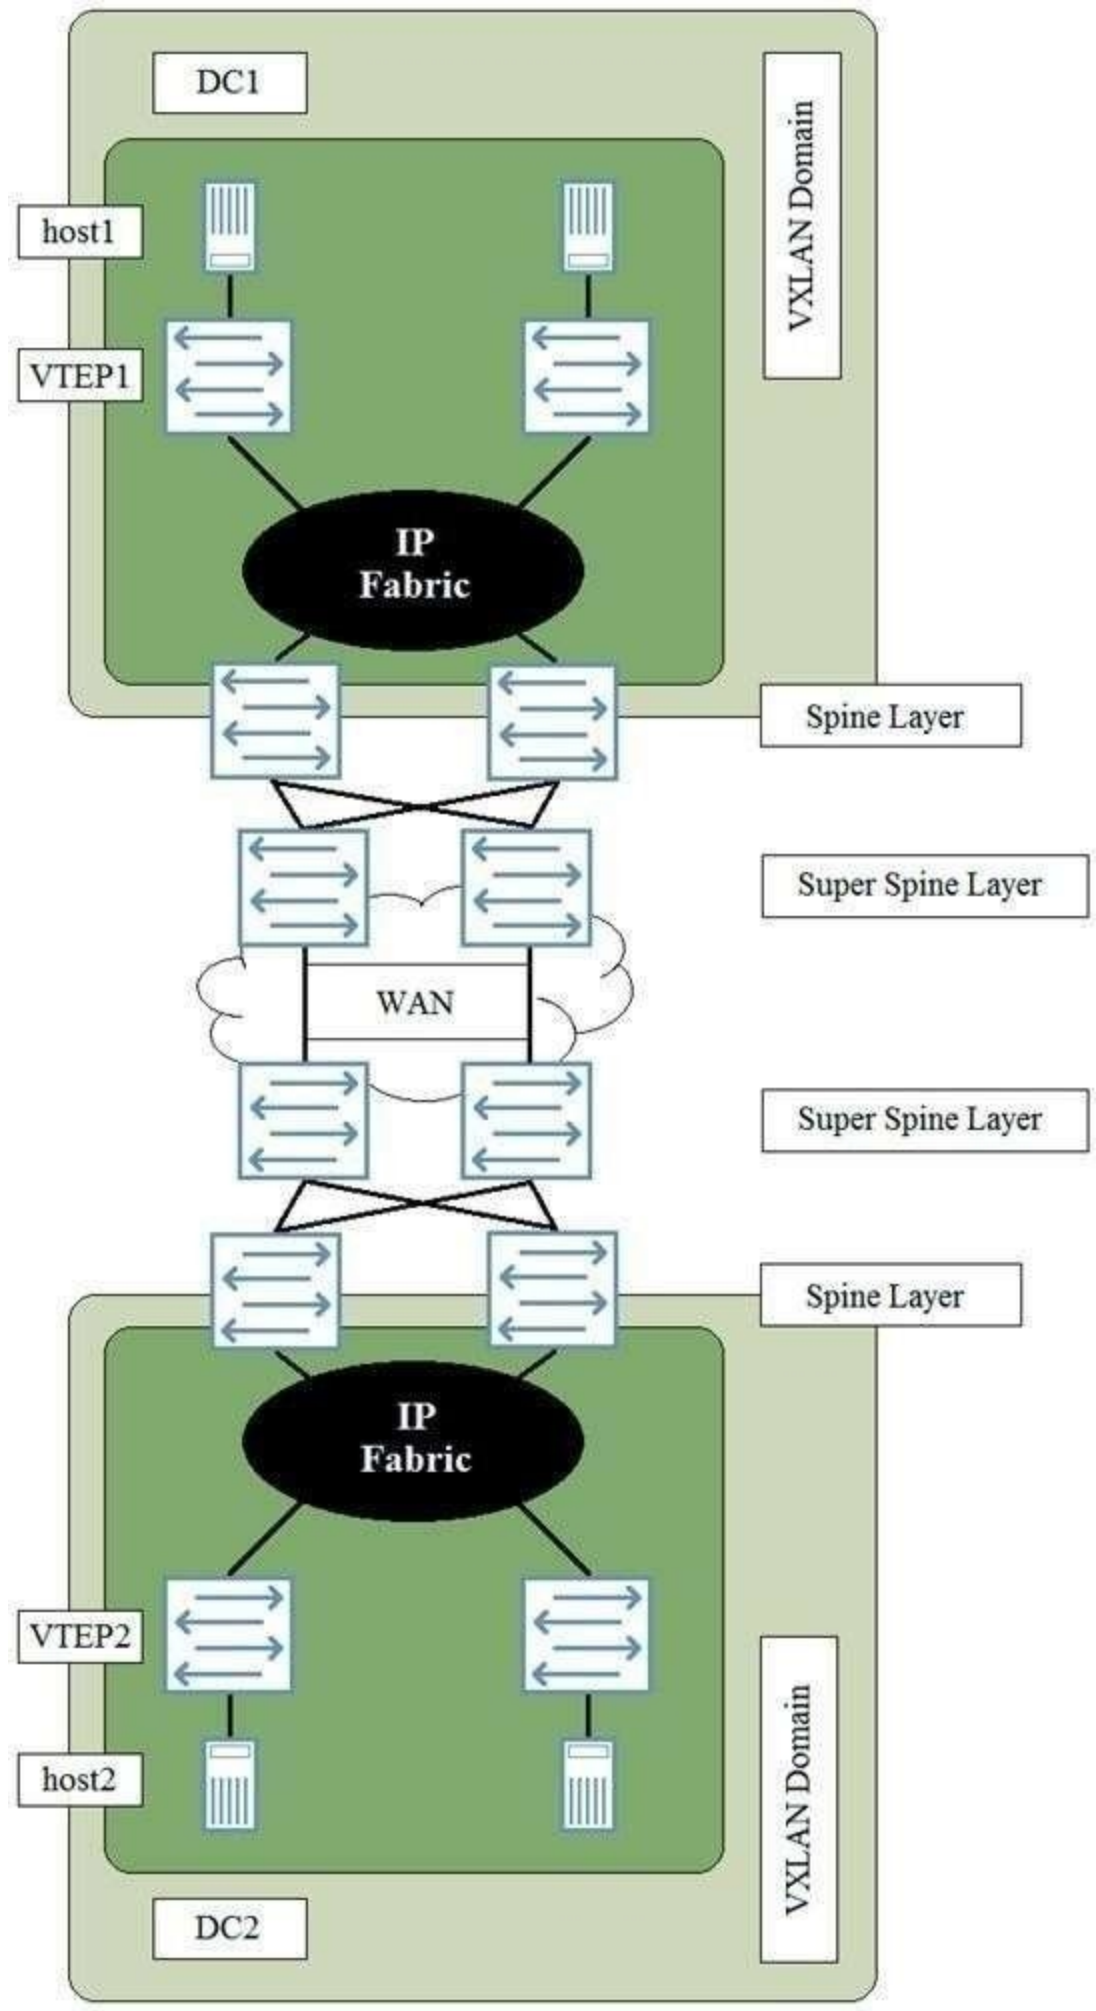 DC1
VXLAN Domain
host1
VTEP1
IP
Fabric
Spine Layer
Super Spine Layer
WAN
Super Spine Layer
Spine Layer
IP
Fabric
VTEP2
host2
VXLAN Domain
DC2